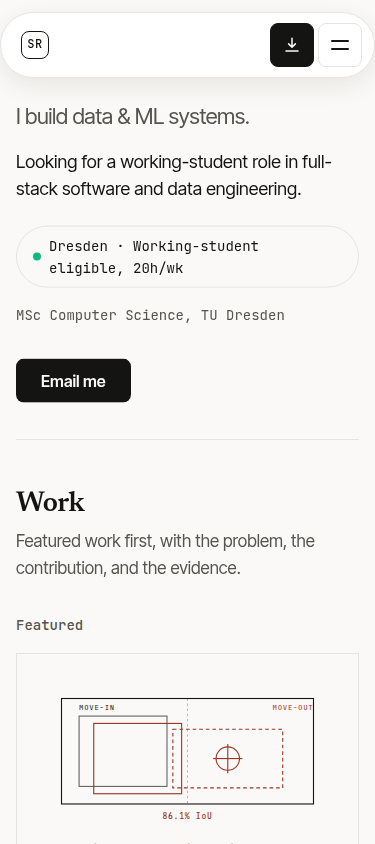 SR
I build data & ML systems.
Looking for a working-student role in full-
stack software and data engineering.
Dresden · Working-student
eligible, 20h/wk
MSc Computer Science, TU Dresden
Email me
Work
Featured work first, with the problem, the
contribution, and the evidence.
Featured
MOVE-IN
MOVE-OUT
86.1% IoU